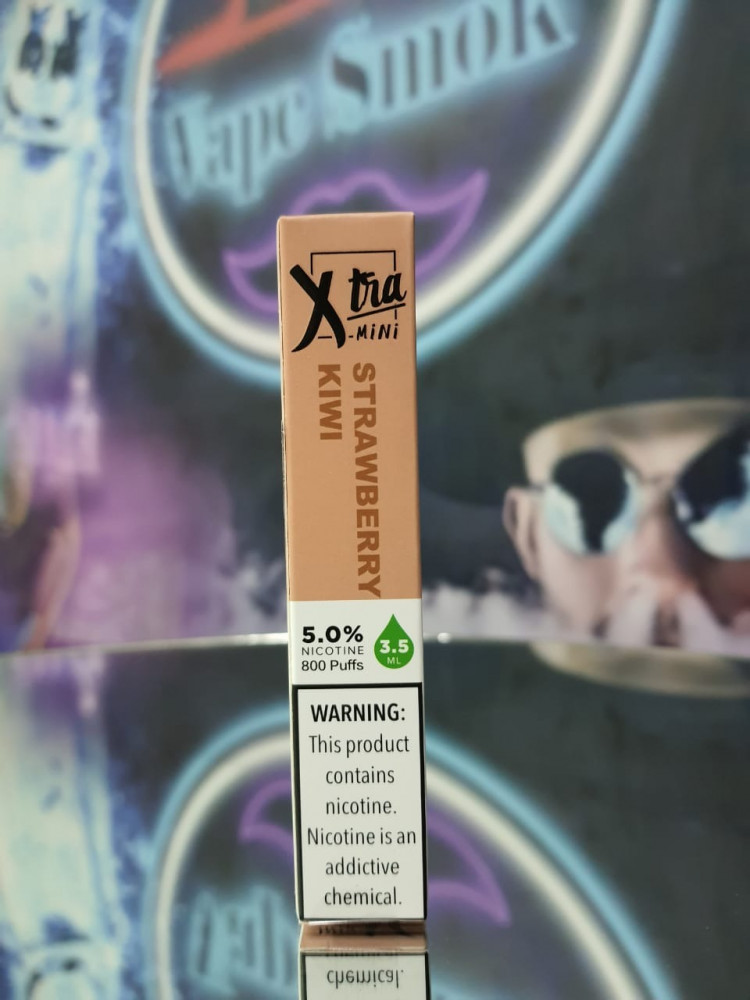 Vape Smok
Xtra
MiNi
STRAWBERRY
KIWI
5.0%
NICOTINE
800 Puffs
3.5
ML
WARNING:
This product
contains
nicotine.
Nicotine is an
addictive
chemical.